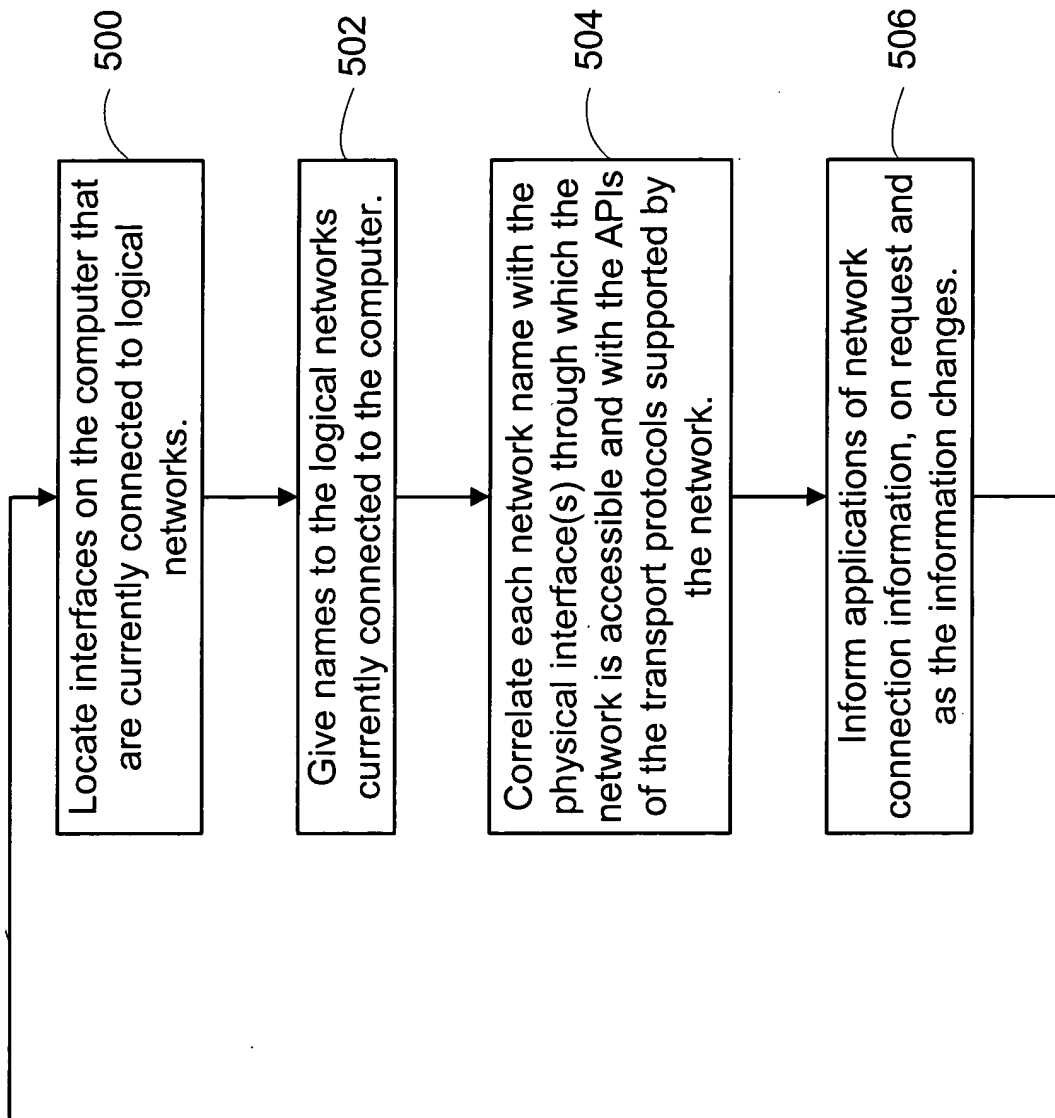 Locate interfaces on the computer that
are currently connected to logical
networks.
500
Give names to the logical networks
currently connected to the computer.
502
Correlate each network name with the
physical interface(s) through which the
network is accessible and with the APIs
of the transport protocols supported by
the network.
504
Inform applications of network
connection information, on request and
as the information changes.
506